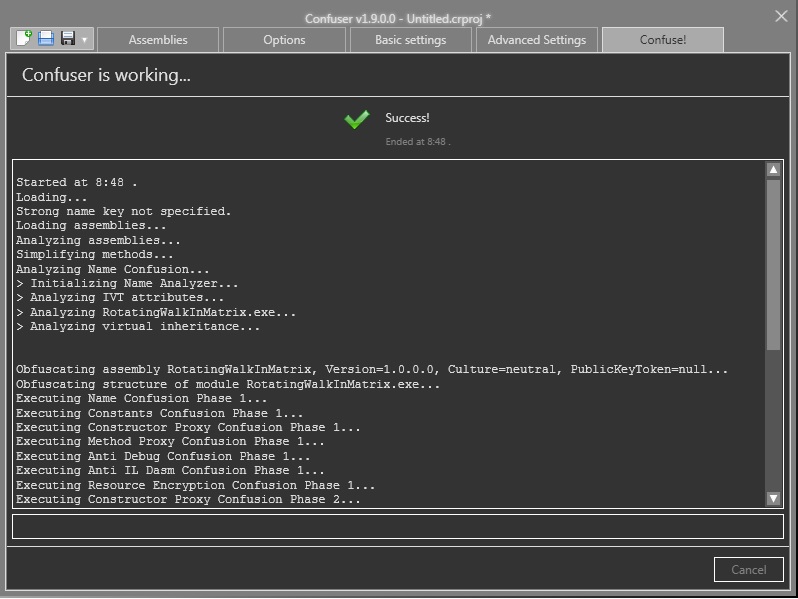 Confuser v1.9.0.0 - Untitled.crproj *
Assemblies Options Basic settings Advanced Settings Confuse!
Confuser is working...
Success!
Ended at 8:48 .
Started at 8:48 .
Loading...
Strong name key not specified.
Loading assemblies...
Analyzing assemblies...
Simplifying methods...
Analyzing Name Confusion...
> Initializing Name Analyzer...
> Analyzing IVT attributes...
> Analyzing RotatingWalkInMatrix.exe...
> Analyzing virtual inheritance...
Obfuscating assembly RotatingWalkInMatrix, Version=1.0.0.0, Culture=neutral, PublicKeyToken=null...
Obfuscating structure of module RotatingWalkInMatrix.exe...
Executing Name Confusion Phase 1...
Executing Constants Confusion Phase 1...
Executing Constructor Proxy Confusion Phase 1...
Executing Method Proxy Confusion Phase 1...
Executing Anti Debug Confusion Phase 1...
Executing Anti IL Dasm Confusion Phase 1...
Executing Resource Encryption Confusion Phase 1...
Executing Constructor Proxy Confusion Phase 2...
Cancel